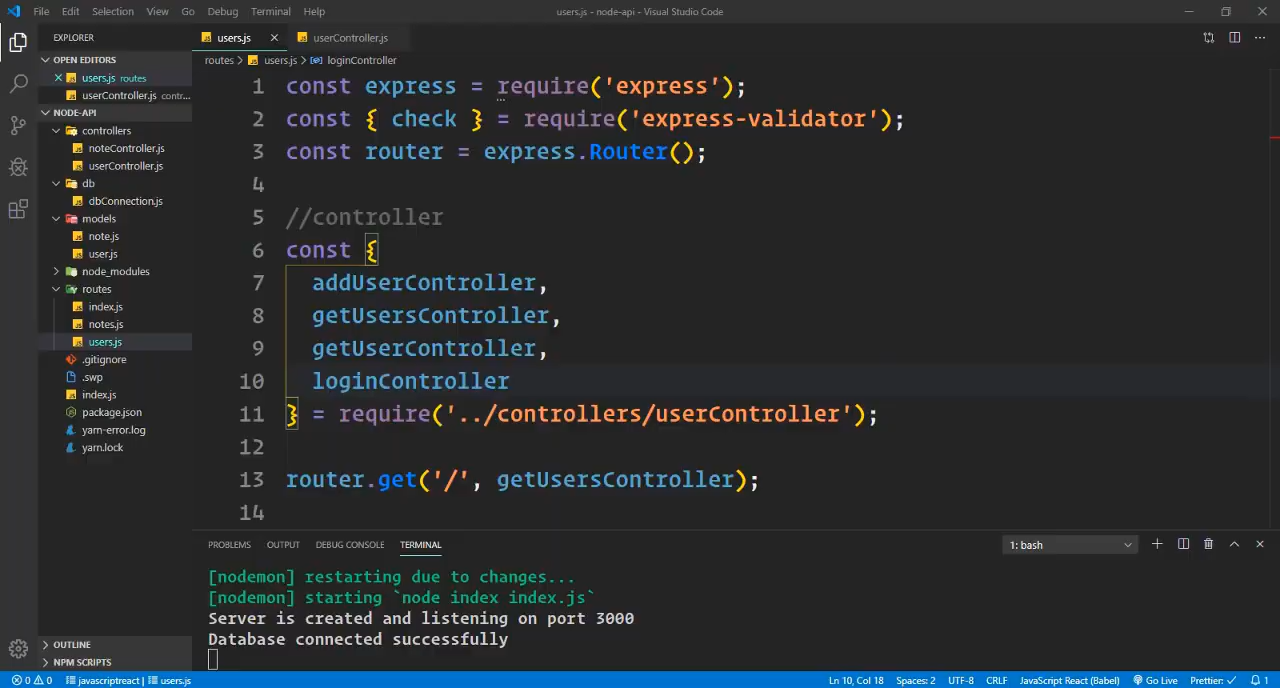 File Edit Selection View Go Debug Terminal Help
users.js - node-api - Visual Studio Code
EXPLORER
OPEN EDITORS
users.js routes
userController.js contr...
NODE-API
controllers
noteController.js
userController.js
db
dbConnection.js
models
note.js
user.js
node_modules
routes
index.js
notes.js
users.js
.gitignore
.swp
index.js
package.json
yarn-error.log
yarn.lock
OUTLINE
NPM SCRIPTS
users.js userController.js
routes > users.js > loginController
1 const express = require('express');
2 const { check } = require('express-validator');
3 const router = express.Router();
4
5 //controller
6 const {
7 addUserController,
8 getUsersController,
9 getUserController,
10 loginController
11 } = require('../controllers/userController');
12
13 router.get('/', getUsersController);
14
PROBLEMS OUTPUT DEBUG CONSOLE TERMINAL
1: bash
[nodemon] restarting due to changes...
[nodemon] starting `node index index.js`
Server is created and listening on port 3000
Database connected successfully
0 0 javascriptreact | users.js
Ln 10, Col 18 Spaces: 2 UTF-8 CRLF JavaScript React (Babel) Go Live Prettier: ✓ 1